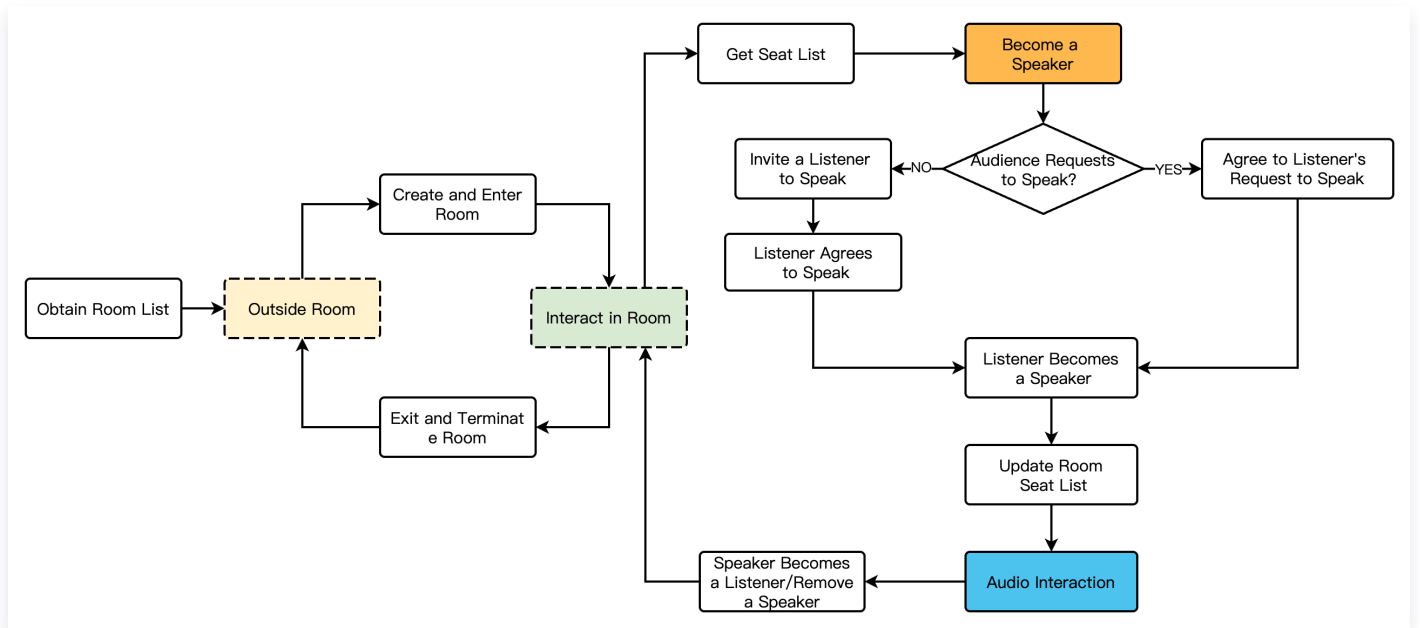 Get Seat List
Become a
Speaker
Invite a Listener
to Speak
NO
Audience Requests
to Speak?
YES
Agree to Listener's
Request to Speak
Create and Enter
Room
Listener Agrees
to Speak
Obtain Room List
Outside Room
Interact in Room
Listener Becomes
a Speaker
Exit and Terminat
e Room
Update Room
Seat List
Speaker Becomes
a Listener/Remove
a Speaker
Audio Interaction